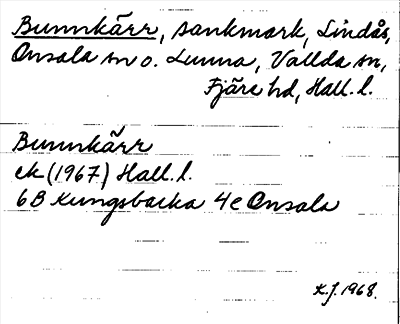 Bunnkärr, sankmark, Lindås,
Onsala sn o. Lunna, Vallda sn,
Fjäre hd, Hall. l.
Bunnkärr
ek (1967) Hall. l.
6B Kungsbacka 4e Onsala
K.J. 1968.